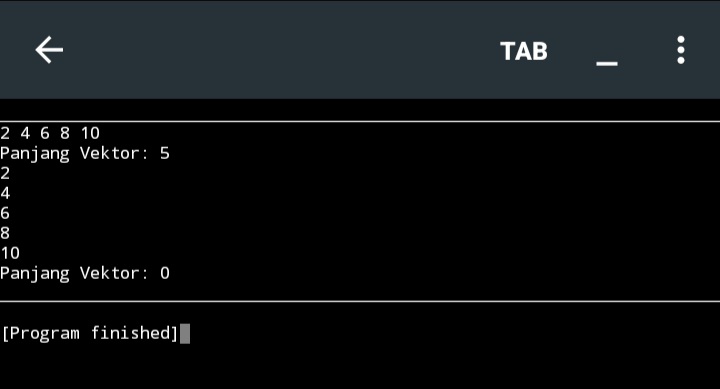 TAB _
2 4 6 8 10
Panjang Vektor: 5
2
4
6
8
10
Panjang Vektor: 0
[Program finished]